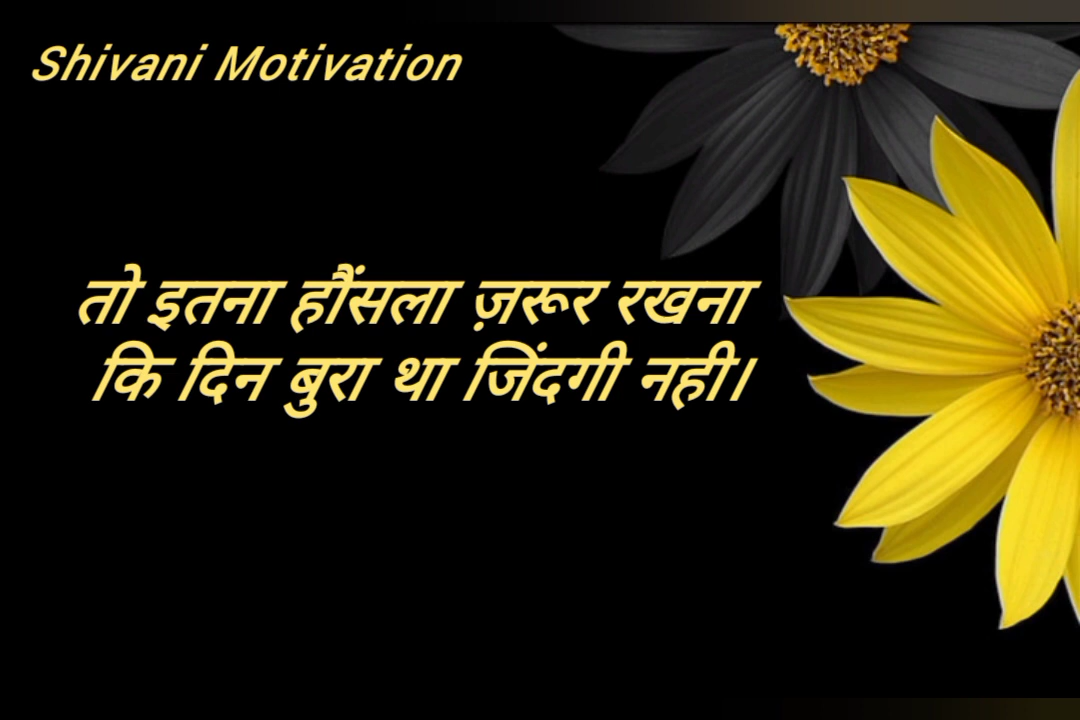 Shivani Motivation
तो इतना हौंसला ज़रूर रखना
कि दिन बुरा था जिंदगी नही।